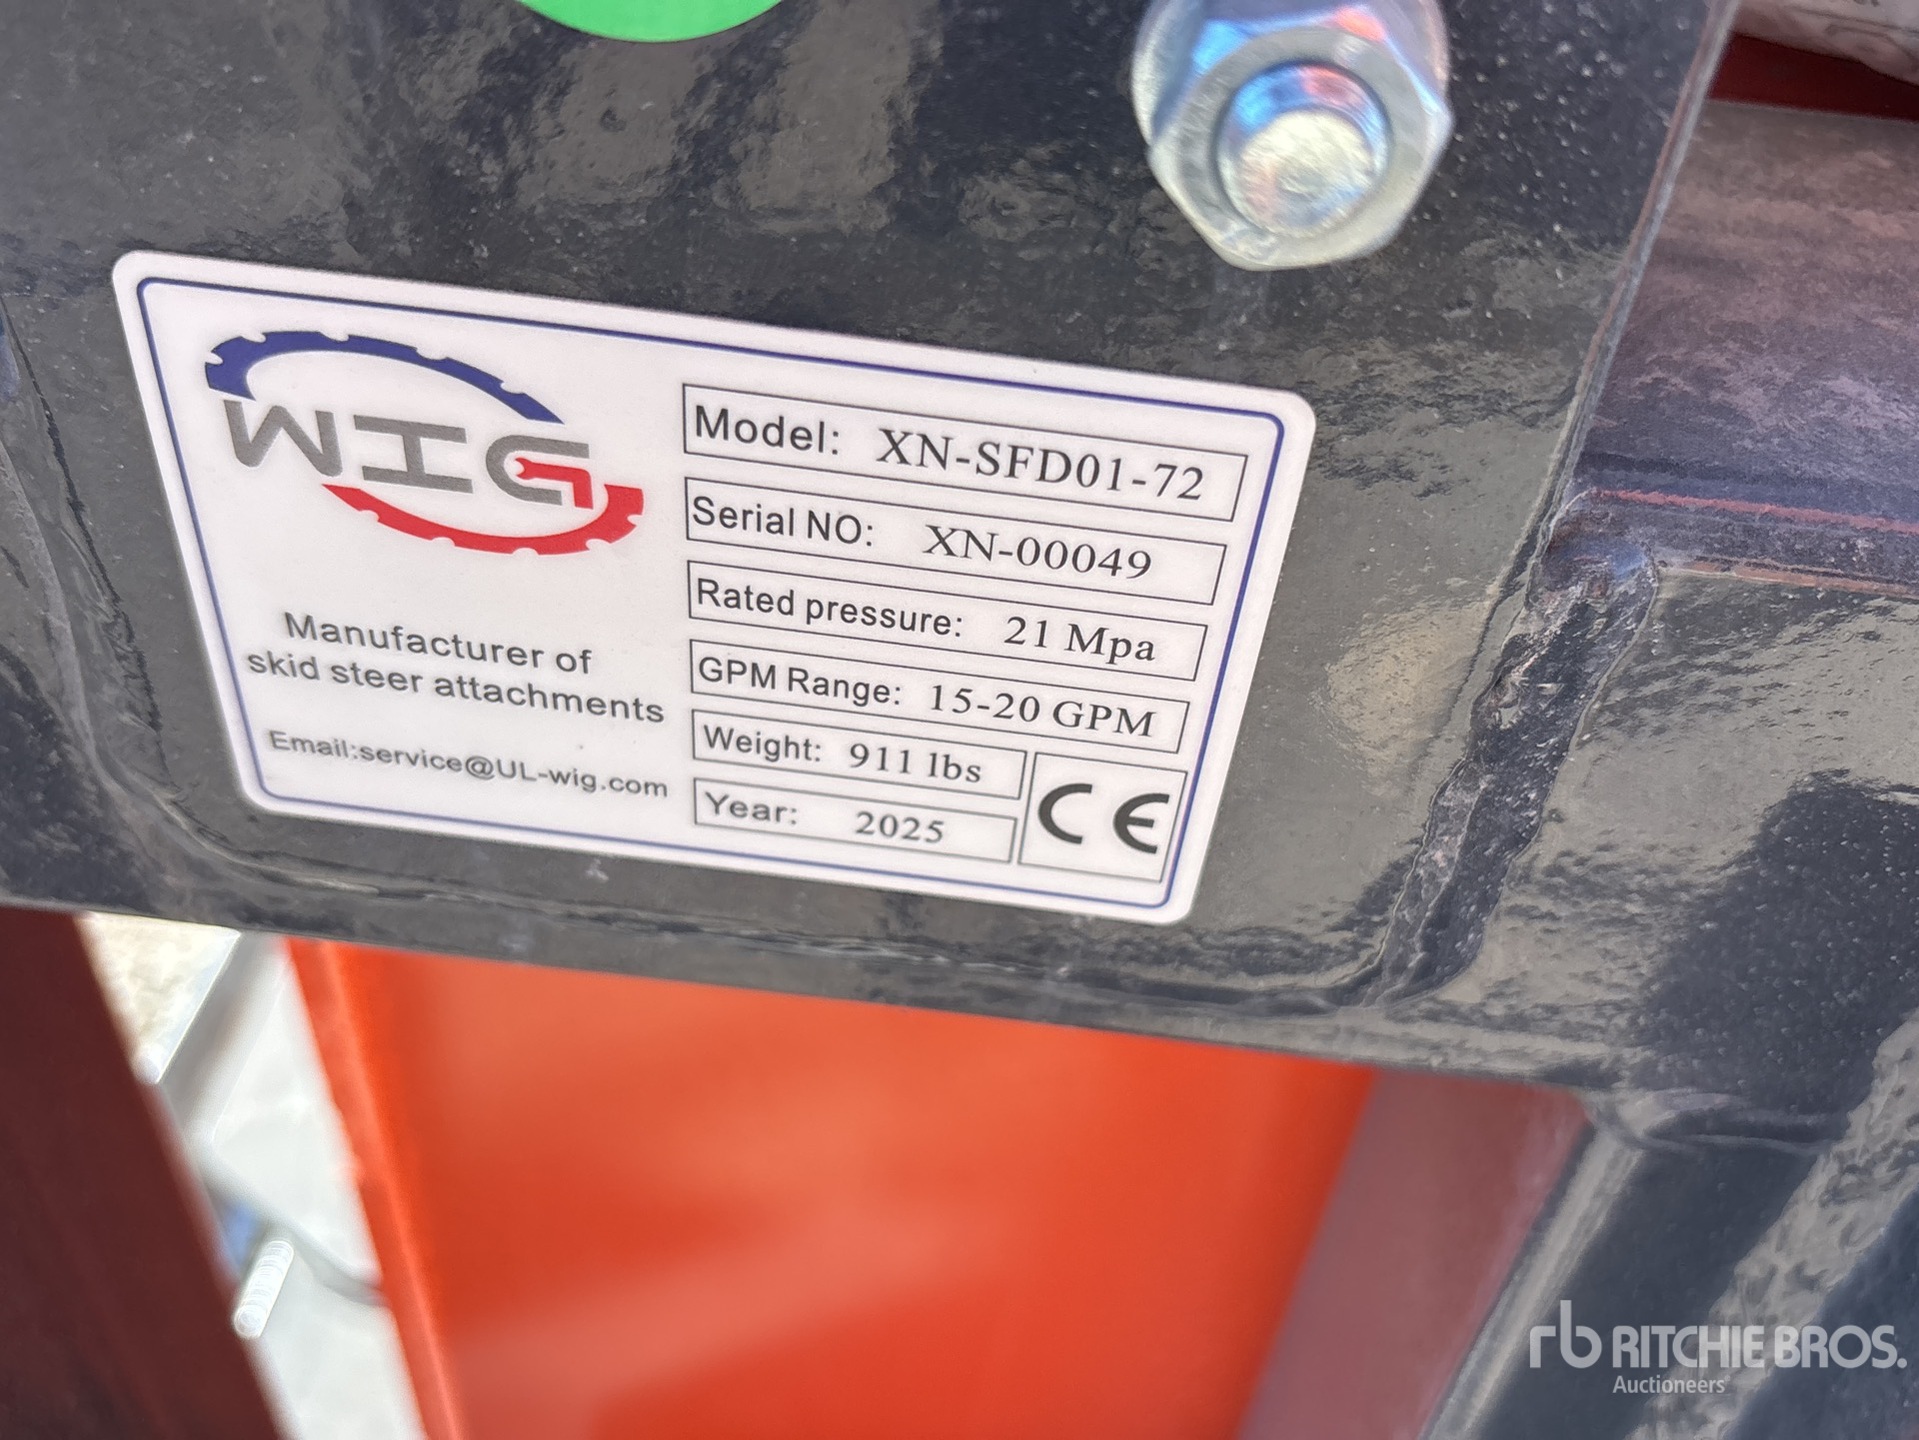 WIG
Manufacturer of
skid steer attachments
Email:service@UL-wig.com
Model: XN-SFD01-72
Serial NO: XN-00049
Rated pressure: 21 Mpa
GPM Range: 15-20 GPM
Weight: 911 lbs
Year: 2025
CE
rb RITCHIE BROS.
Auctioneers